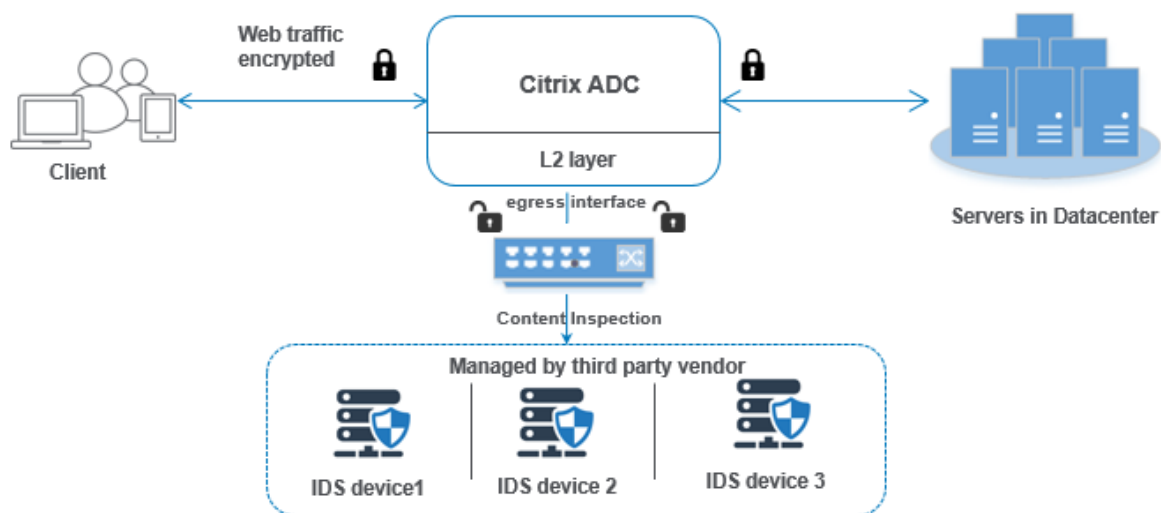 Web traffic
encrypted
Citrix ADC
L2 layer
Client
Servers in Datacenter
egress interface
Content Inspection
Managed by third party vendor
IDS device1
IDS device 2
IDS device 3